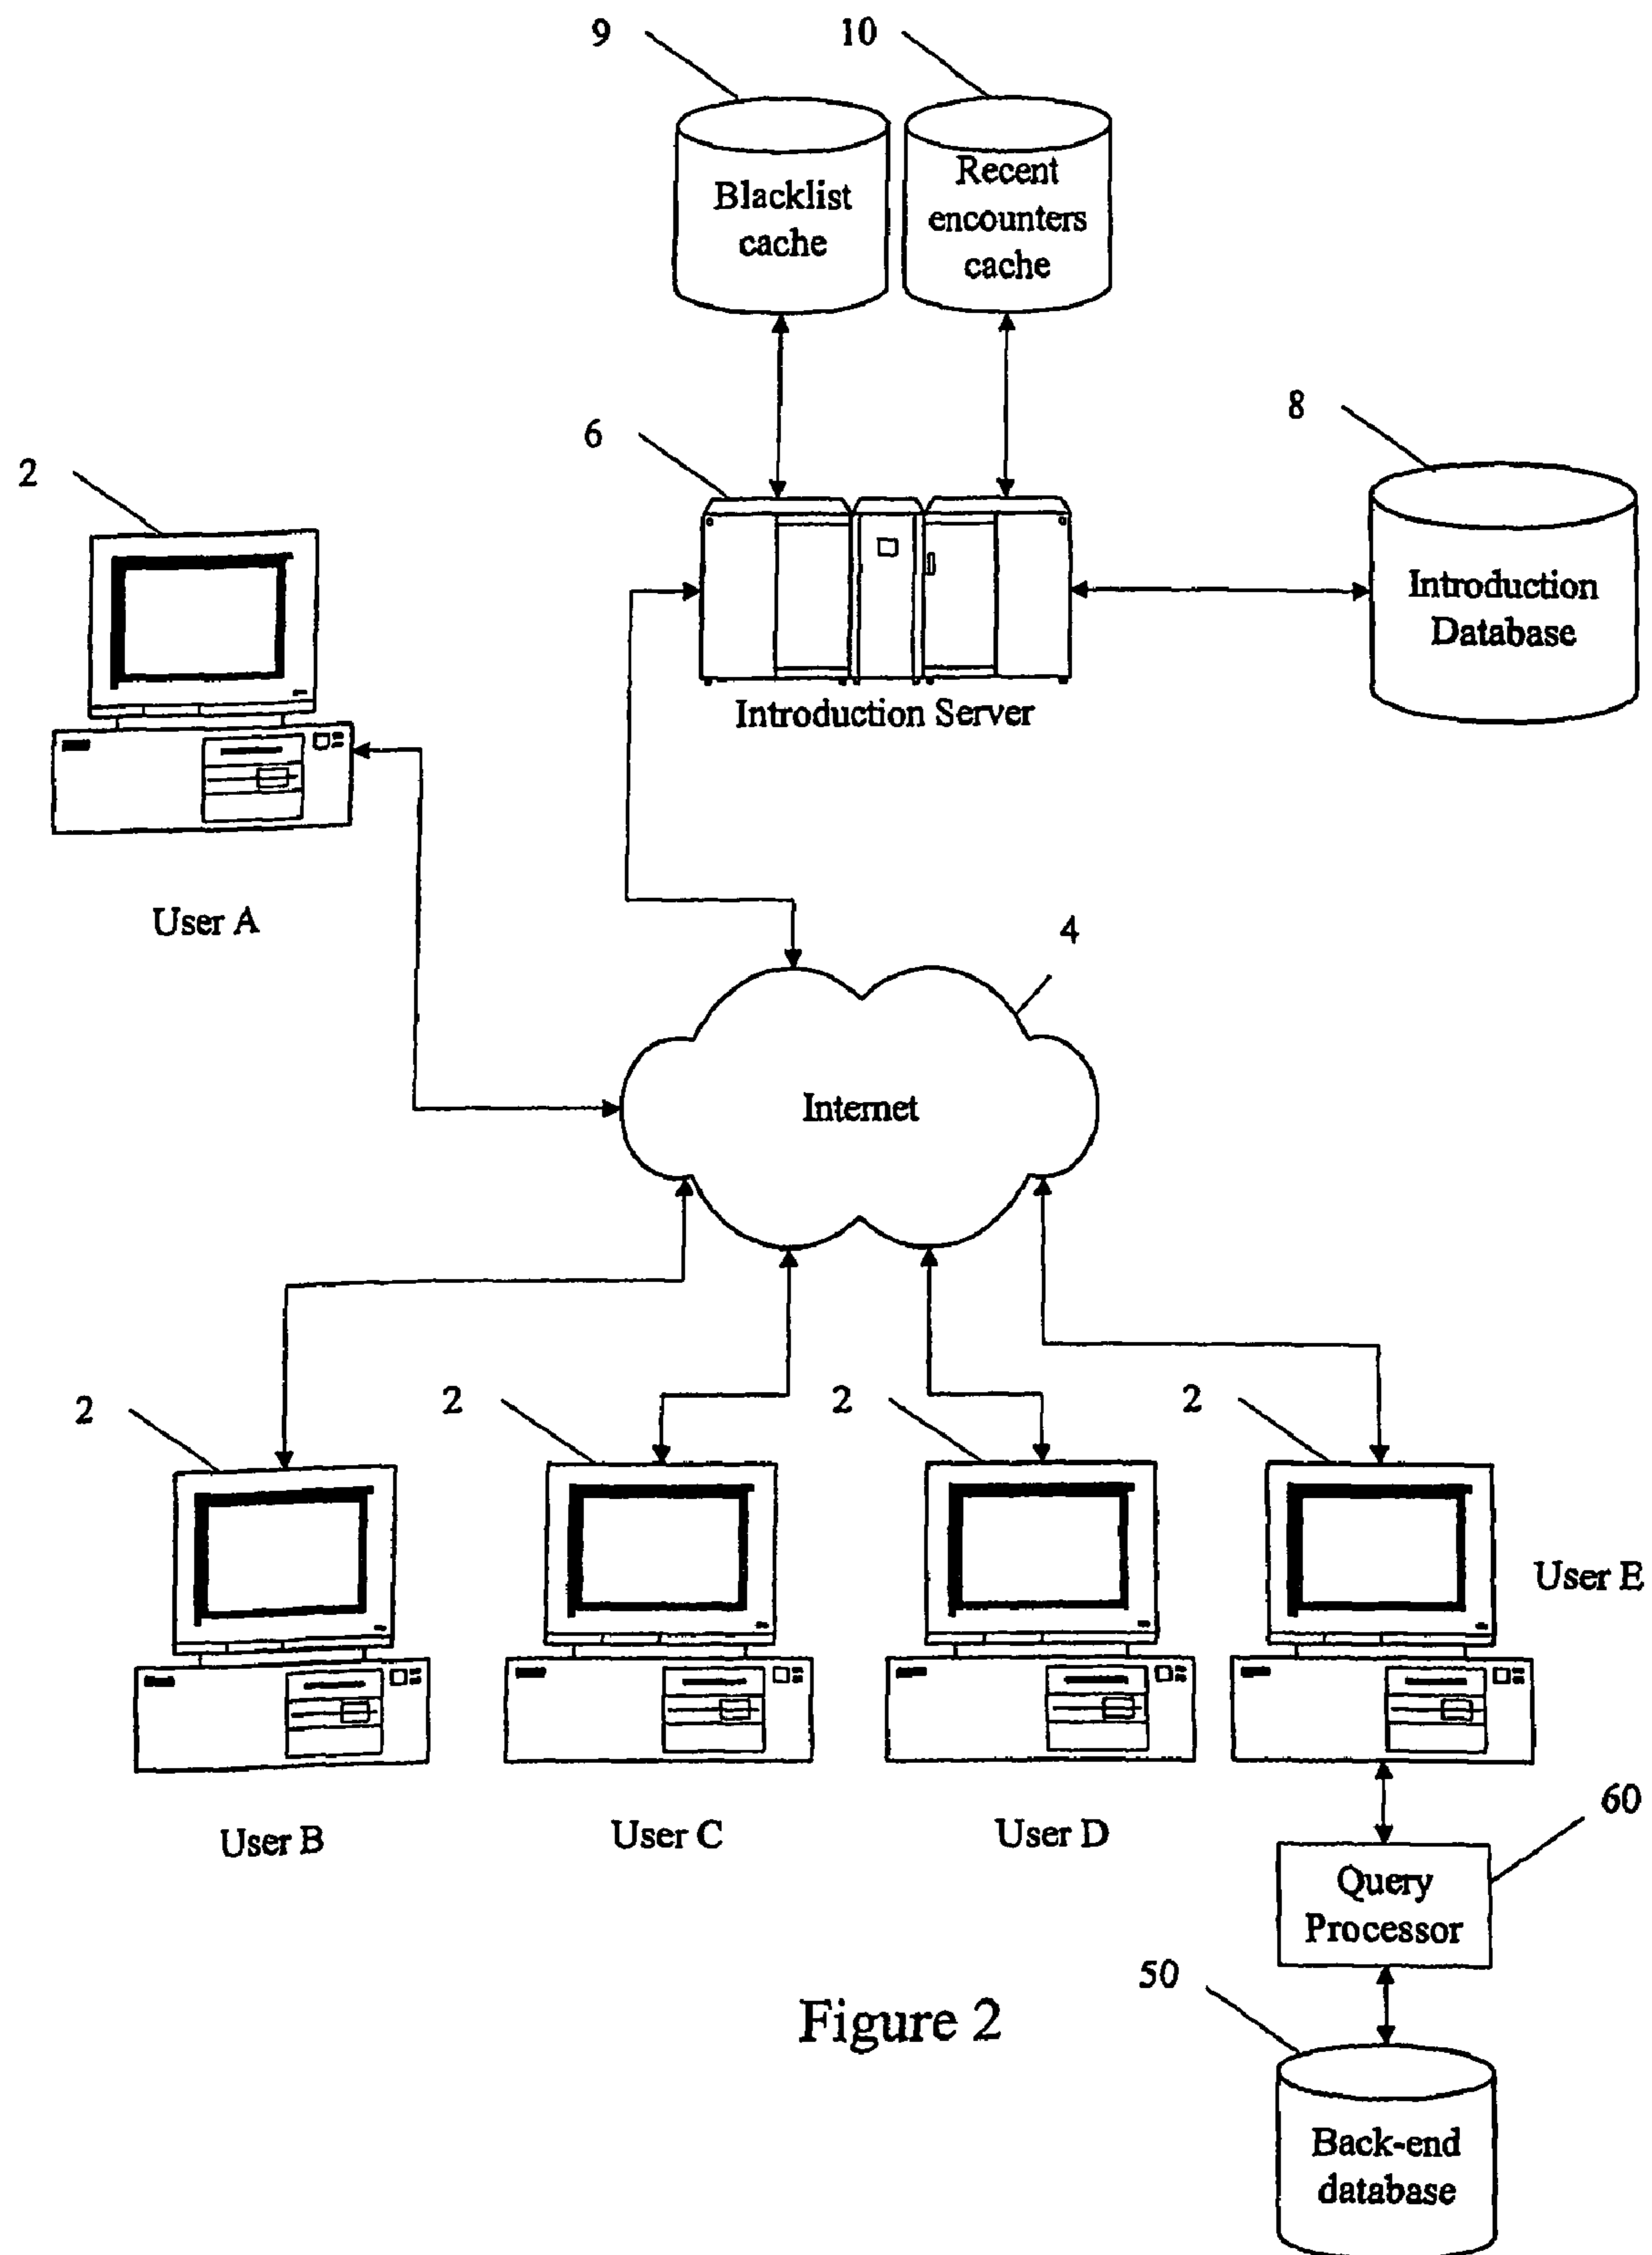 9
10
Blacklist
cache
Recent
encounters
cache
6
8
2
Introduction
Database
Introduction Server
User A
4
Internet
2
2
2
2
User E
User B
User C
User D
60
Query
Processor
50
Figure 2
Back-end
database